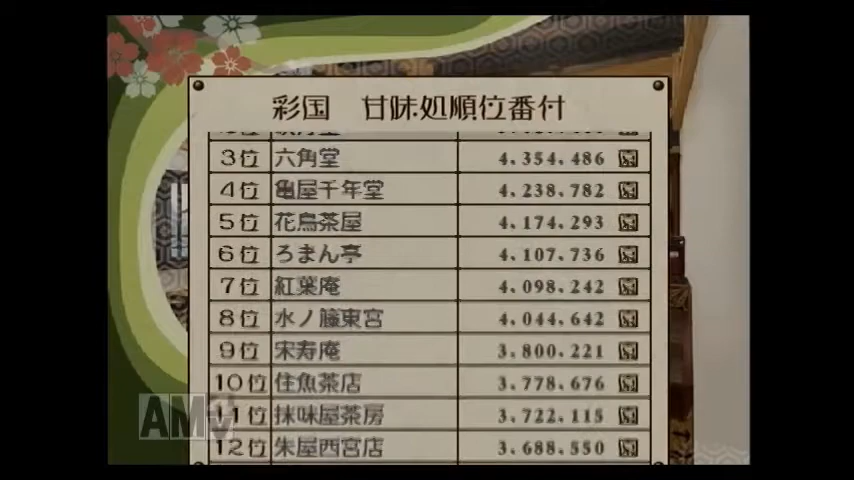 彩国 甘味処順位番付
3位 六角堂 4,354,486
4位 亀屋千年堂 4,238,782
5位 花鳥茶屋 4,174,293
6位 ろまん亭 4,107,736
7位 紅葉庵 4,098,242
8位 水ノ藤東宮 4,044,642
9位 宋寿庵 3,800,221
10位 住魚茶店 3,778,676
11位 抹味屋茶房 3,722,115
12位 朱屋西宮店 3,688,550
AMV